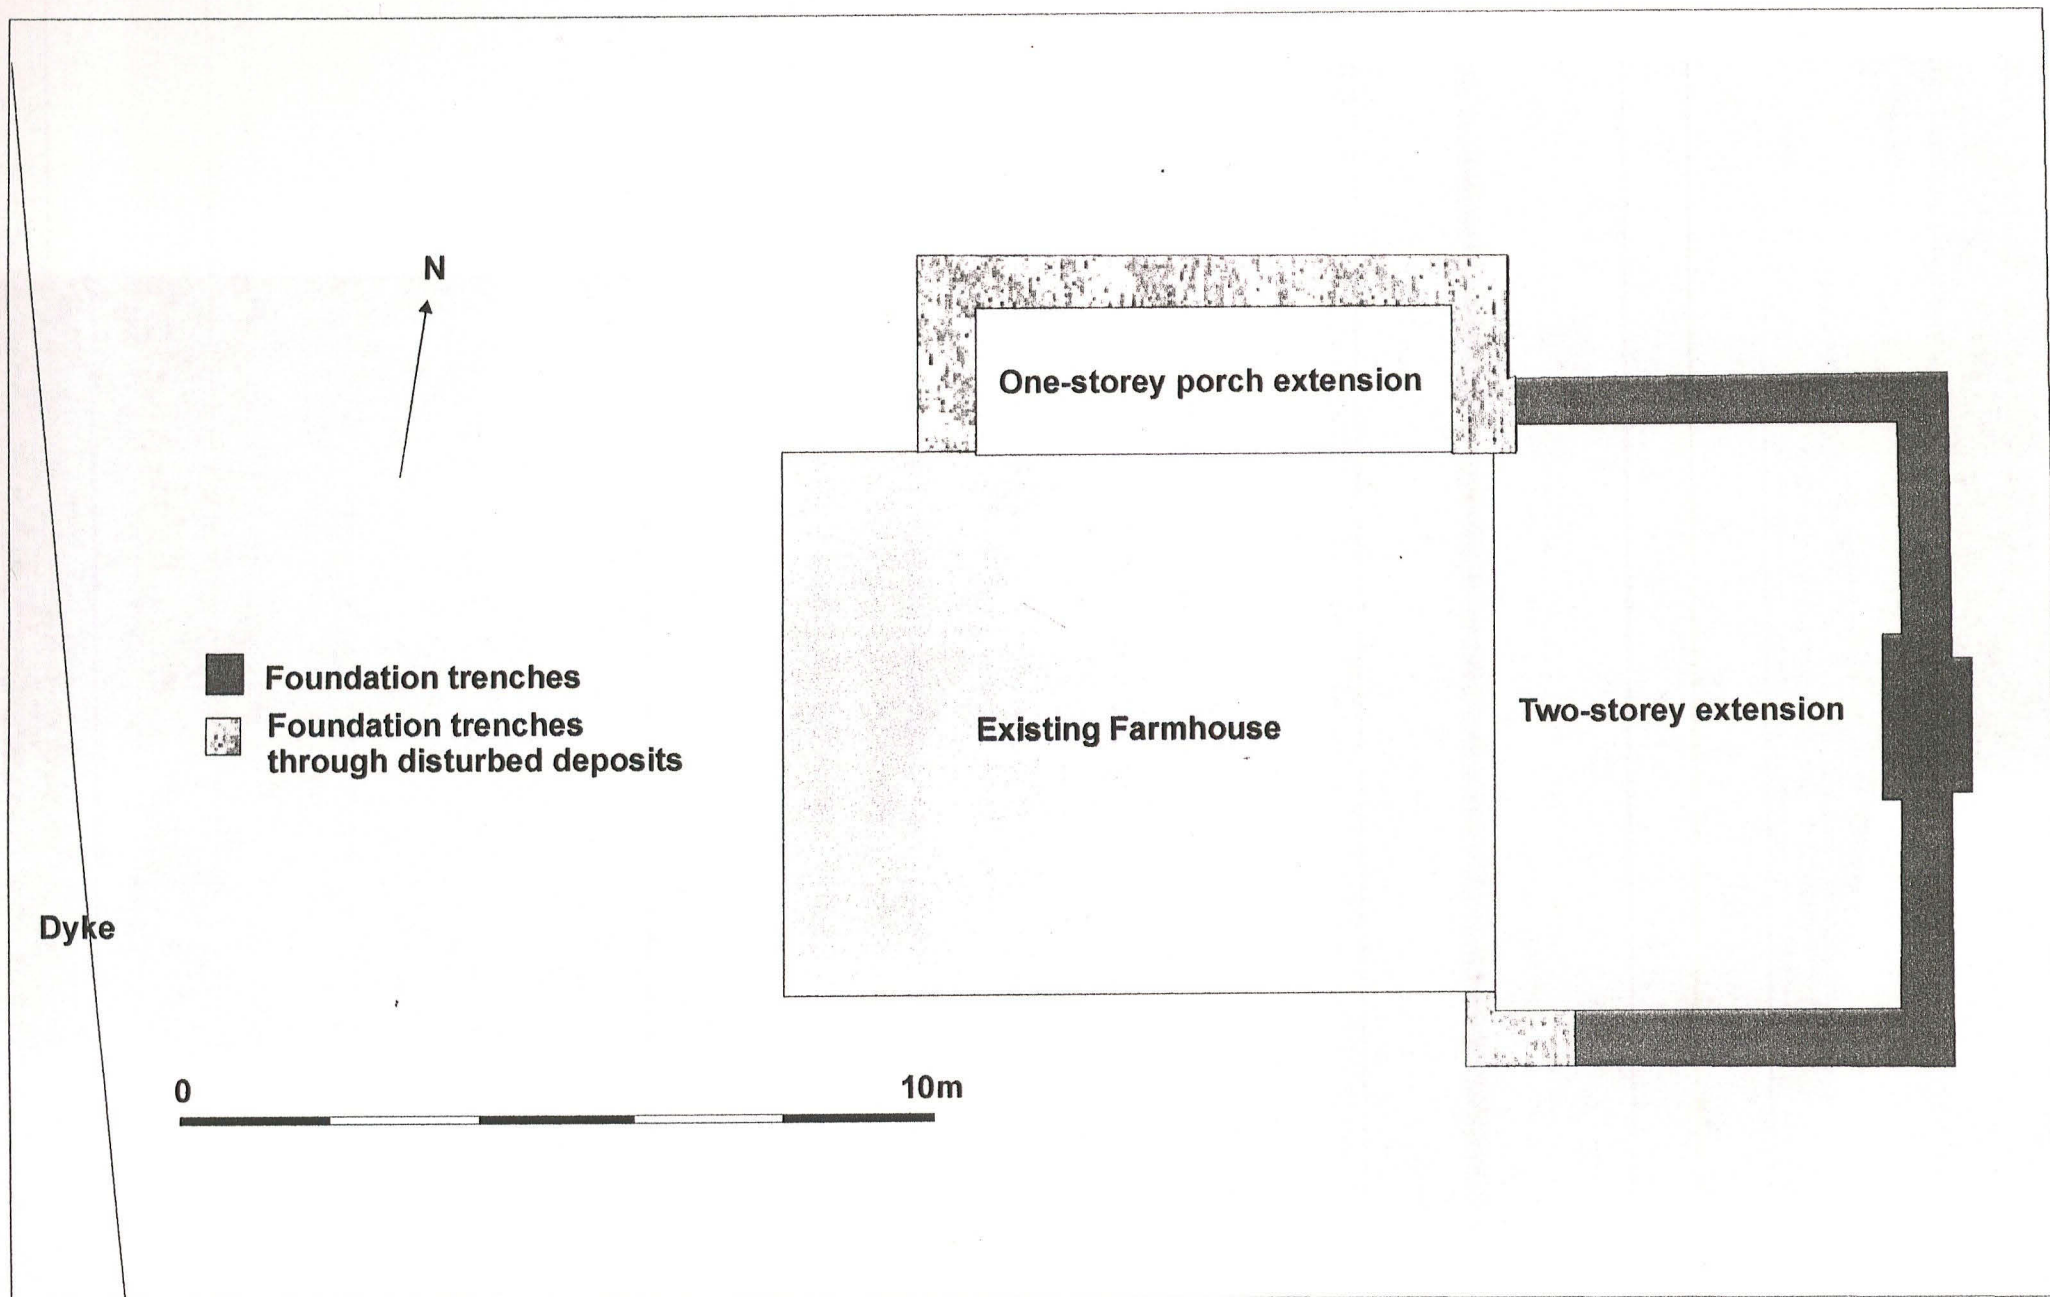 N
One-storey porch extension
Foundation trenches
Foundation trenches
through disturbed deposits
Existing Farmhouse
Two-storey extension
Dyke
0
10m